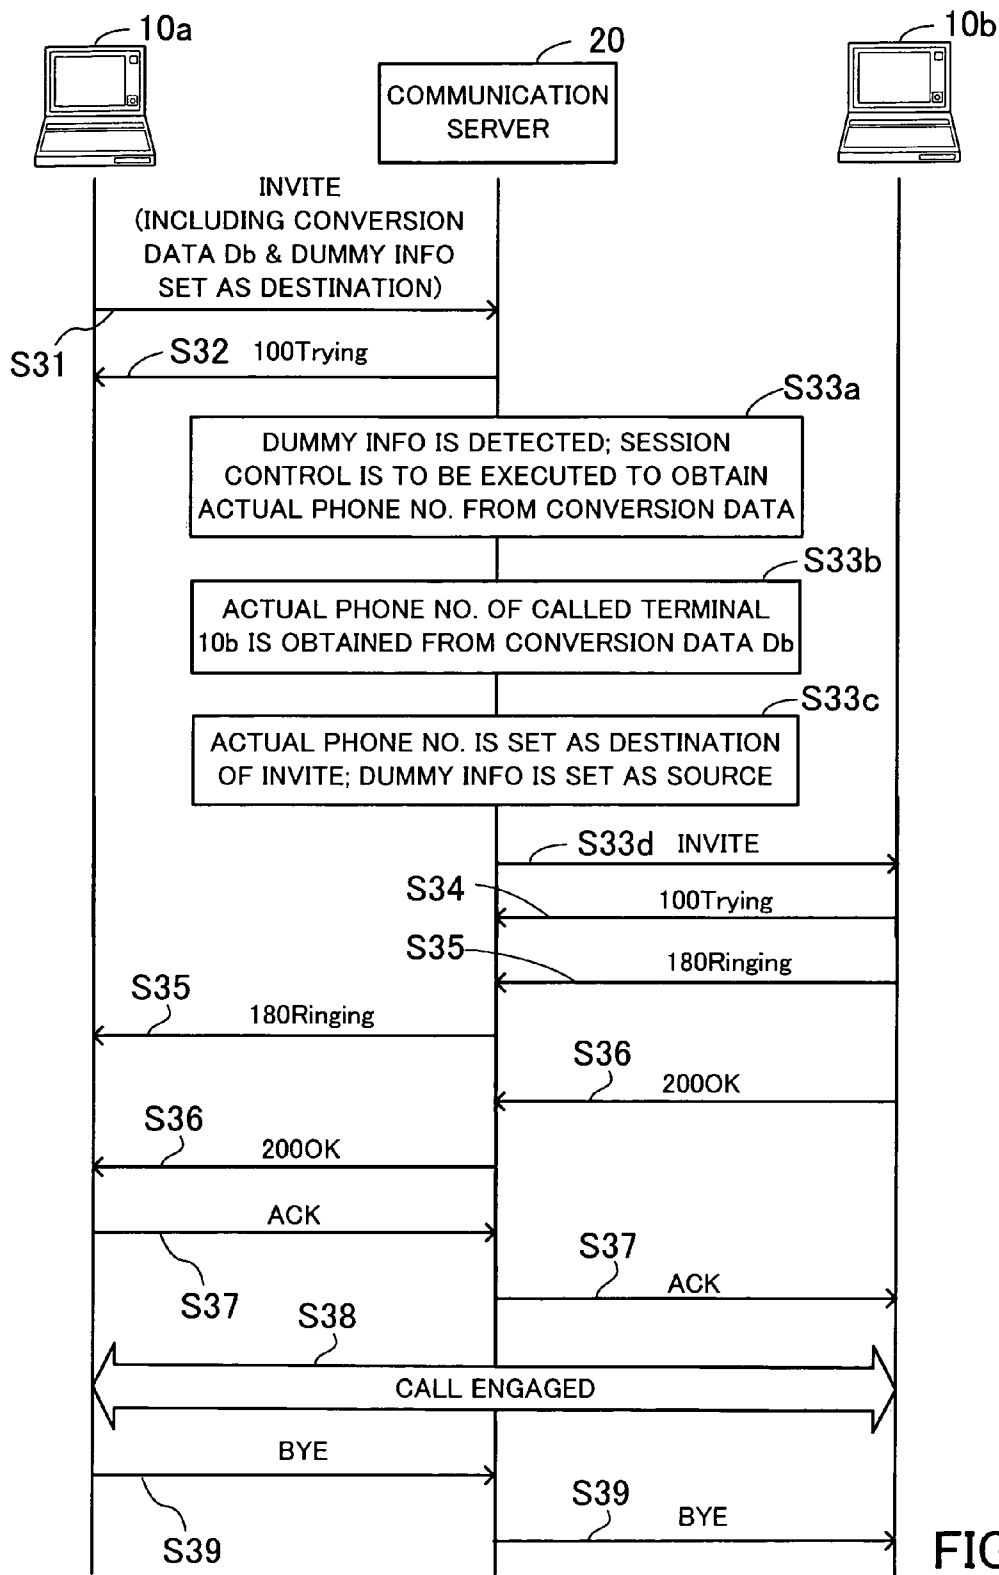 10a
20
10b
COMMUNICATION
SERVER
INVITE
(INCLUDING CONVERSION
DATA Db & DUMMY INFO
SET AS DESTINATION)
S31
S32 100Trying
S33a
DUMMY INFO IS DETECTED; SESSION
CONTROL IS TO BE EXECUTED TO OBTAIN
ACTUAL PHONE NO. FROM CONVERSION DATA
S33b
ACTUAL PHONE NO. OF CALLED TERMINAL
10b IS OBTAINED FROM CONVERSION DATA Db
S33c
ACTUAL PHONE NO. IS SET AS DESTINATION
OF INVITE; DUMMY INFO IS SET AS SOURCE
S33d INVITE
S34
100Trying
S35
180Ringing
S35
180Ringing
S36
200OK
S36
200OK
ACK
S37
S37
ACK
S38
CALL ENGAGED
BYE
S39
S39
BYE
FIG